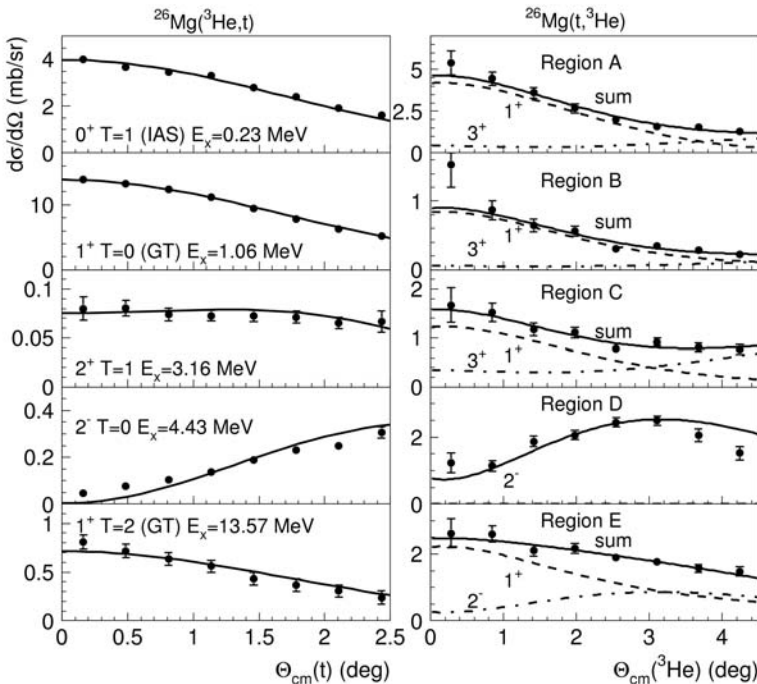 ²⁶Mg(³He,t)
²⁶Mg(t,³He)
dσ/dΩ (mb/sr)
4
2
0
0⁺ T=1 (IAS) Eₓ=0.23 MeV
5
2.5
Region A
1⁺
sum
3⁺
10
0
1⁺ T=0 (GT) Eₓ=1.06 MeV
1
0
Region B
1⁺
sum
3⁺
0.1
0.05
0
2⁺ T=1 Eₓ=3.16 MeV
2
1
0
Region C
sum
3⁺
1⁺
0.4
0.2
0
2⁻ T=0 Eₓ=4.43 MeV
2
0
Region D
2⁻
1
0.5
0
1⁺ T=2 (GT) Eₓ=13.57 MeV
2
0
Region E
sum
1⁺
2⁻
0 0.5 1 1.5 2 2.5
0 1 2 3 4
Θcm(t) (deg)
Θcm(³He) (deg)